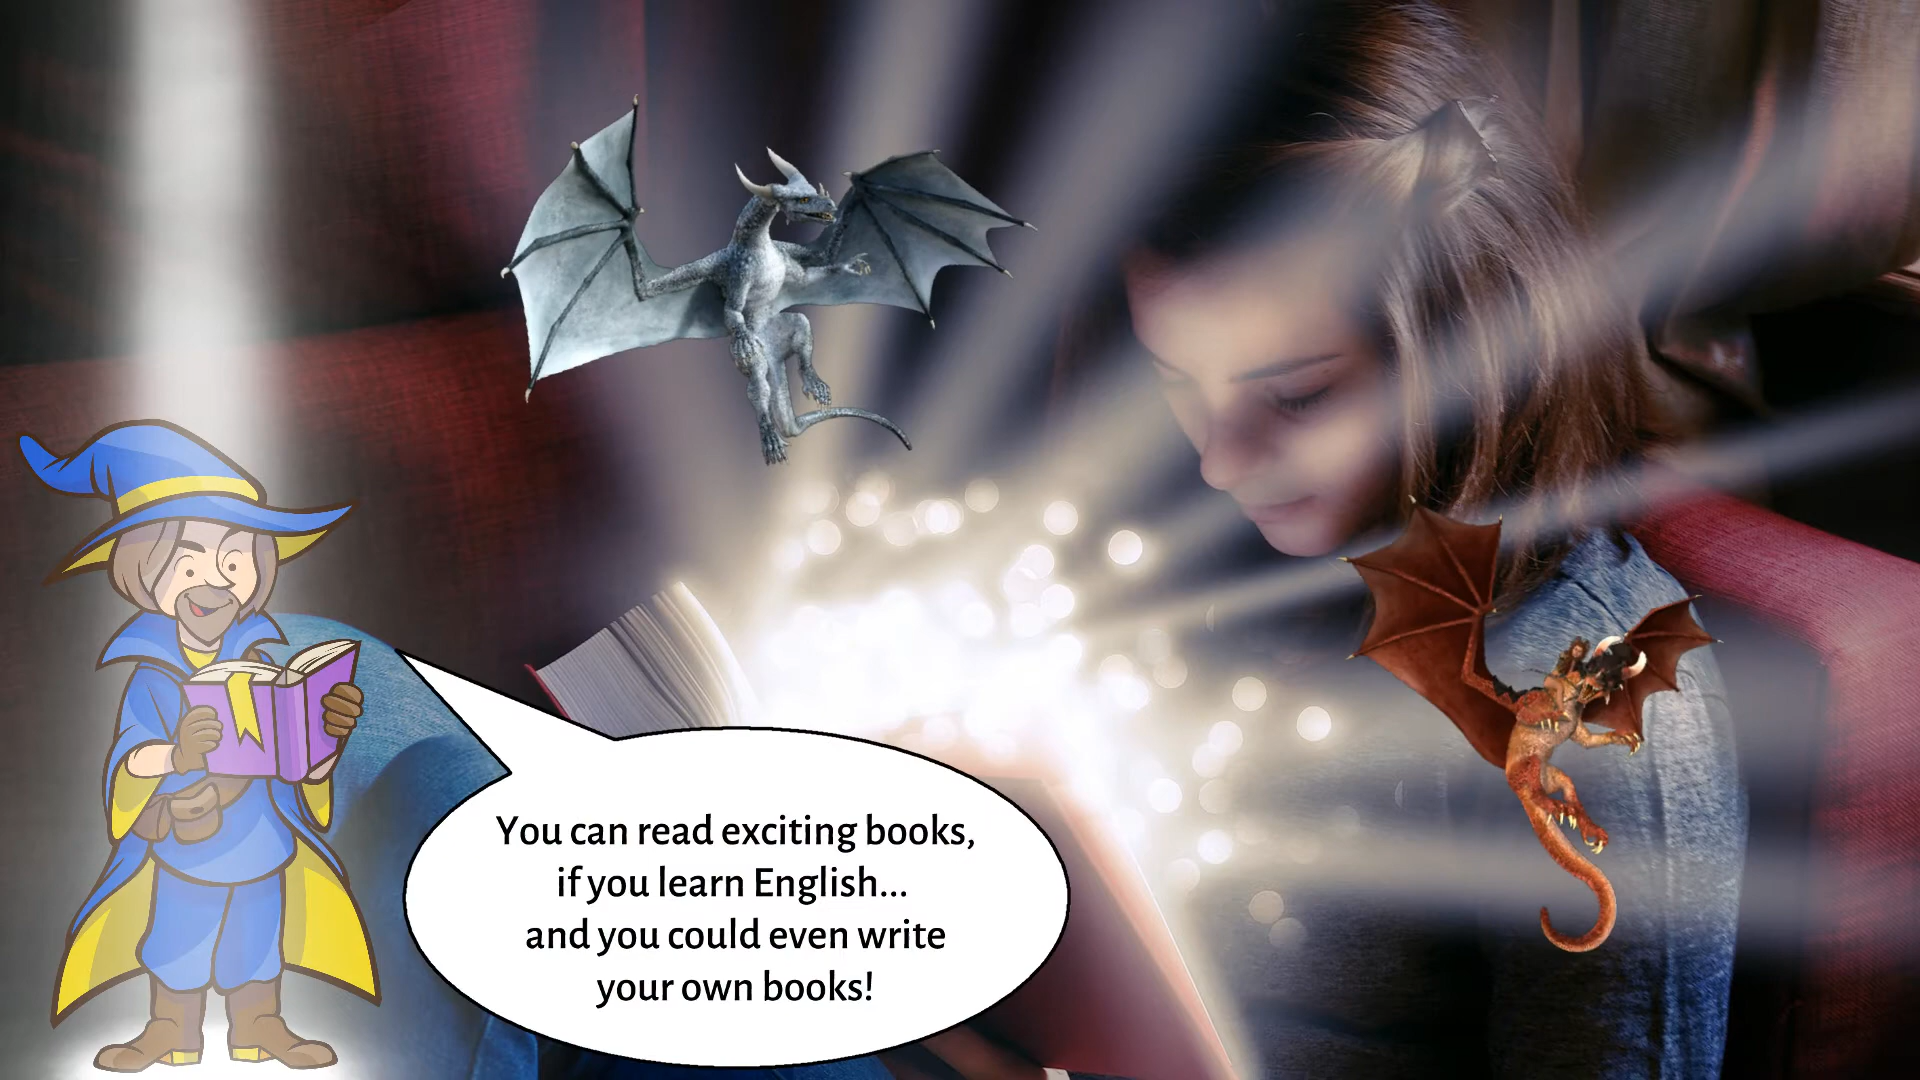 You can read exciting books,
if you learn English...
and you could even write
your own books!